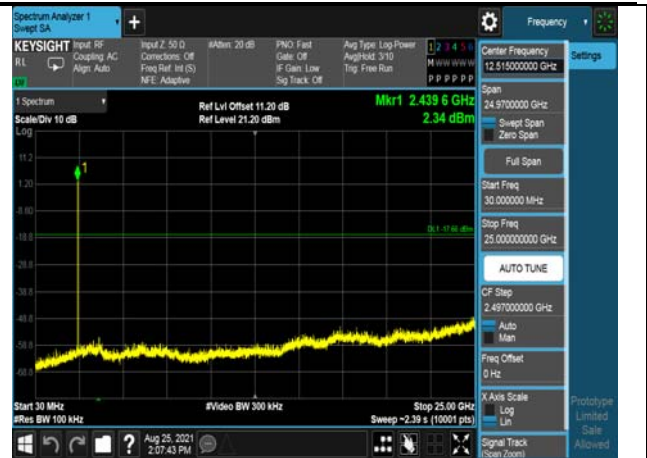 Spectrum Analyzer 1
Swept SA
+
Frequency
KEYSIGHT
RL
Input: RF
Coupling: AC
Align: Auto
Input Z: 50 Ω
Corrections: Off
Freq Ref: Int (S)
NFE: Adaptive
#Atten: 20 dB
PNO: Fast
Gate: Off
IF Gain: Low
Sig Track: Off
Avg Type: Log-Power
Avg|Hold: 3/10
Trig: Free Run
1 2 3 4 5 6
M W W W W W
P P P P P P
1 Spectrum
Scale/Div 10 dB
Log
Ref Lvl Offset 11.20 dB
Ref Level 21.20 dBm
Mkr1 2.439 6 GHz
2.34 dBm
11.2
1.20
-8.80
-18.8
-28.8
-38.8
-48.8
-58.8
-68.8
1
DL1 -17.66 dBm
Start 30 MHz
#Res BW 100 kHz
#Video BW 300 kHz
Stop 25.00 GHz
Sweep ~2.39 s (10001 pts)
Center Frequency
12.515000000 GHz
Settings
Span
24.9700000 GHz
Swept Span
Zero Span
Full Span
Start Freq
30.000000 MHz
Stop Freq
25.000000000 GHz
AUTO TUNE
CF Step
2.497000000 GHz
Auto
Man
Freq Offset
0 Hz
X Axis Scale
Log
Lin
Signal Track
(Span Zoom)
Prototype
Limited
Sale
Allowed
?
Aug 25, 2021
2:07:43 PM